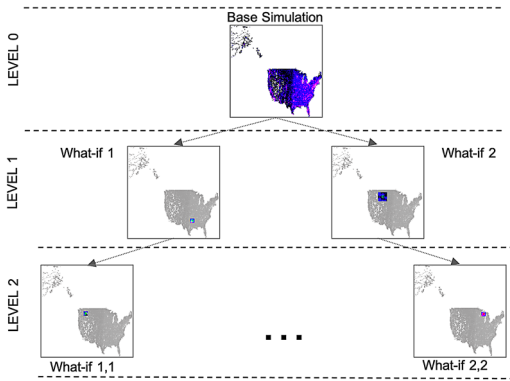 Base Simulation
LEVEL 0
LEVEL 1
What-if 1
What-if 2
LEVEL 2
...
What-if 1,1
What-if 2,2